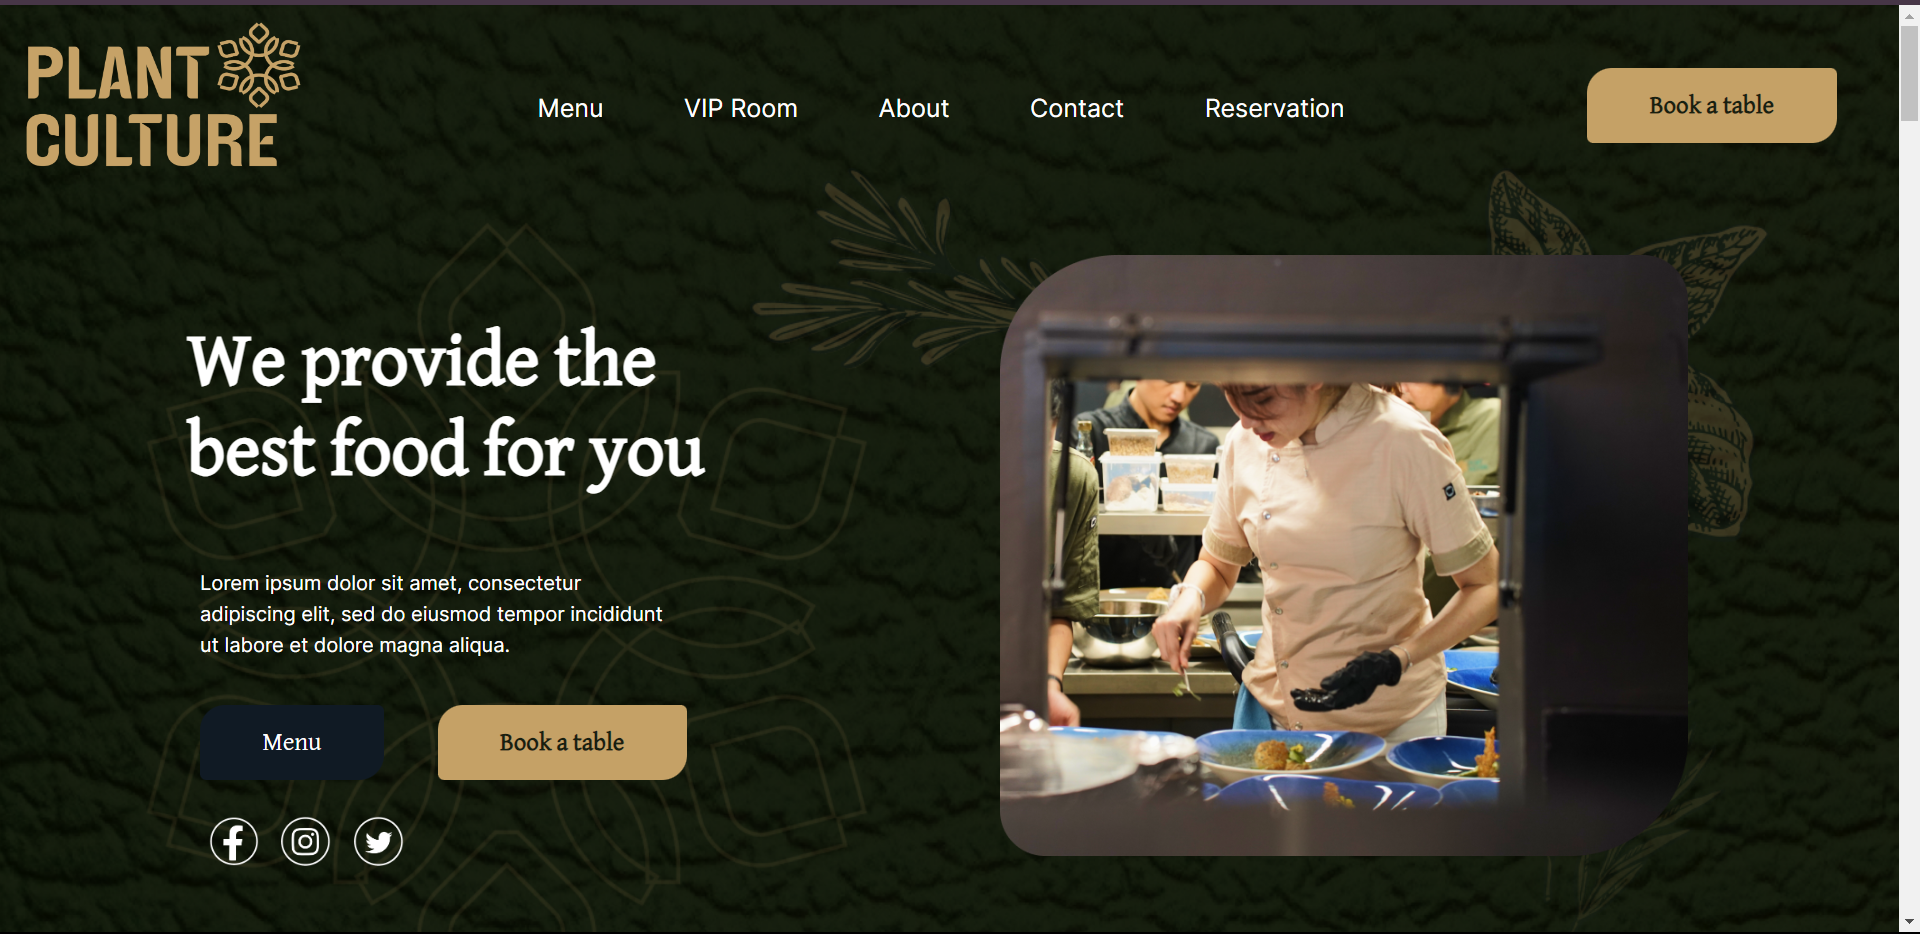 PLANT
CULTURE
Menu
VIP Room
About
Contact
Reservation
Book a table
We provide the
best food for you
Lorem ipsum dolor sit amet, consectetur
adipiscing elit, sed do eiusmod tempor incididunt
ut labore et dolore magna aliqua.
Menu
Book a table